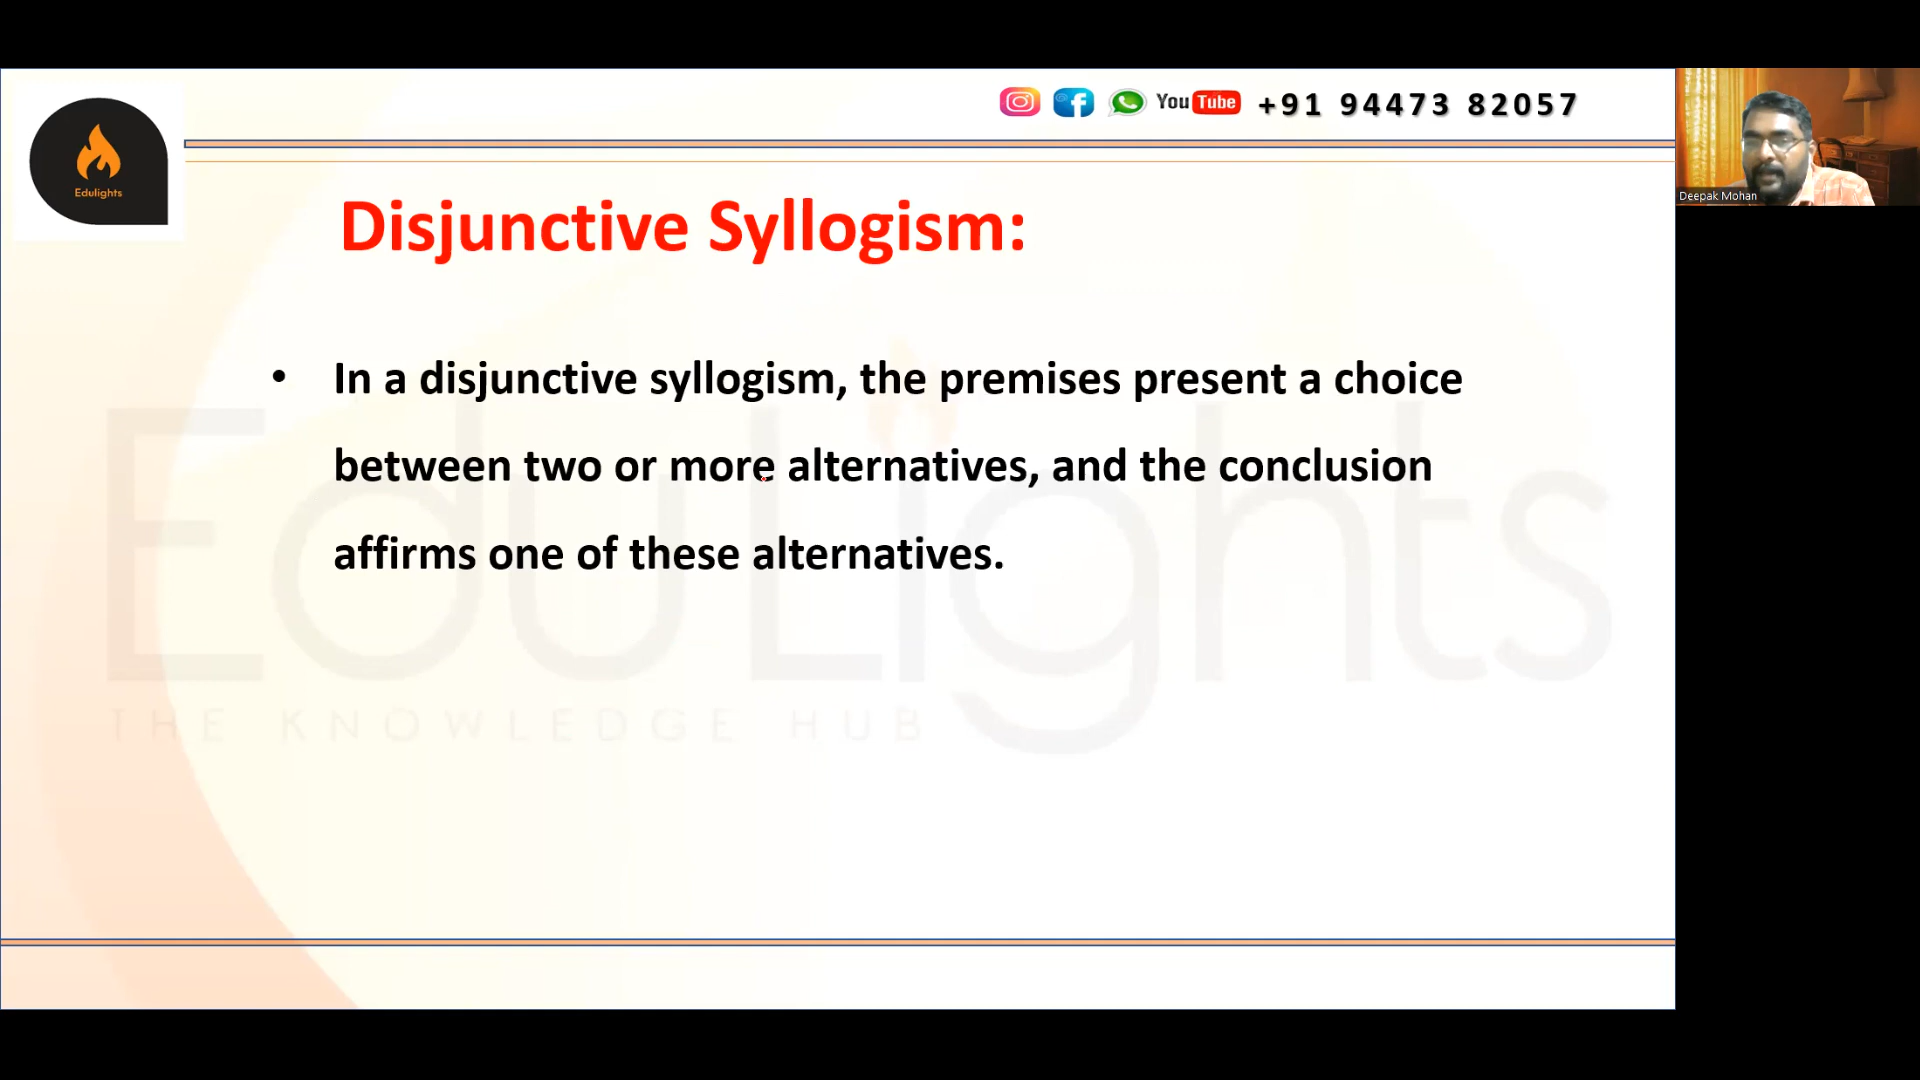 You Tube +91 94473 82057
Edulights
Deepak Mohan
Disjunctive Syllogism:
• In a disjunctive syllogism, the premises present a choice
between two or more alternatives, and the conclusion
affirms one of these alternatives.
EduLights
THE KNOWLEDGE HUB